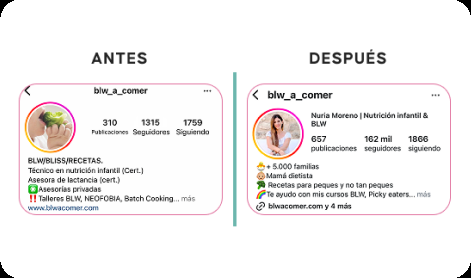 ANTES
blw_a_comer
310 1315 1759
Publicaciones Seguidores Siguiendo
BLW/BLISS/RECETAS.
Técnico en nutrición infantil (Cert.)
Asesora de lactancia (cert.)
Asesorías privadas
‼️Talleres BLW, NEOFOBIA, Batch Cooking... más
www.blwacomer.com
DESPUÉS
blw_a_comer
Nuria Moreno | Nutrición infantil &
BLW
657 162 mil 1866
publicaciones seguidores siguiendo
+ 5.000 familias
Mamá dietista
Recetas para peques y no tan peques
Te ayudo con mis cursos BLW, Picky eaters... más
blwacomer.com y 4 más